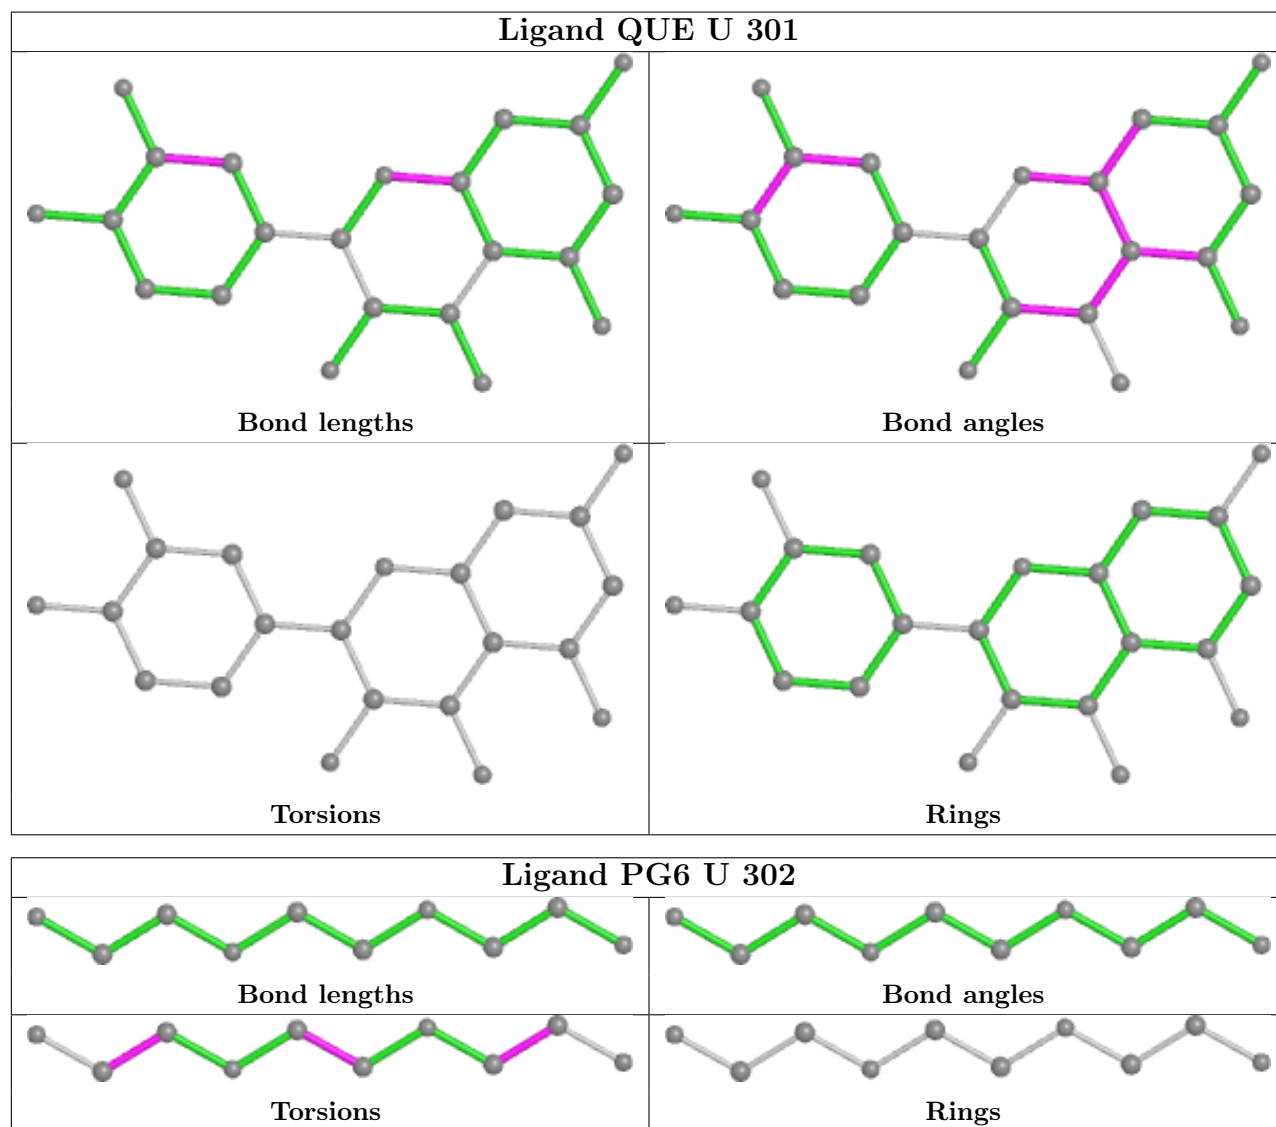 Ligand QUE U 301
Bond lengths
Bond angles
Torsions
Rings
Ligand PG6 U 302
Bond lengths
Bond angles
Torsions
Rings